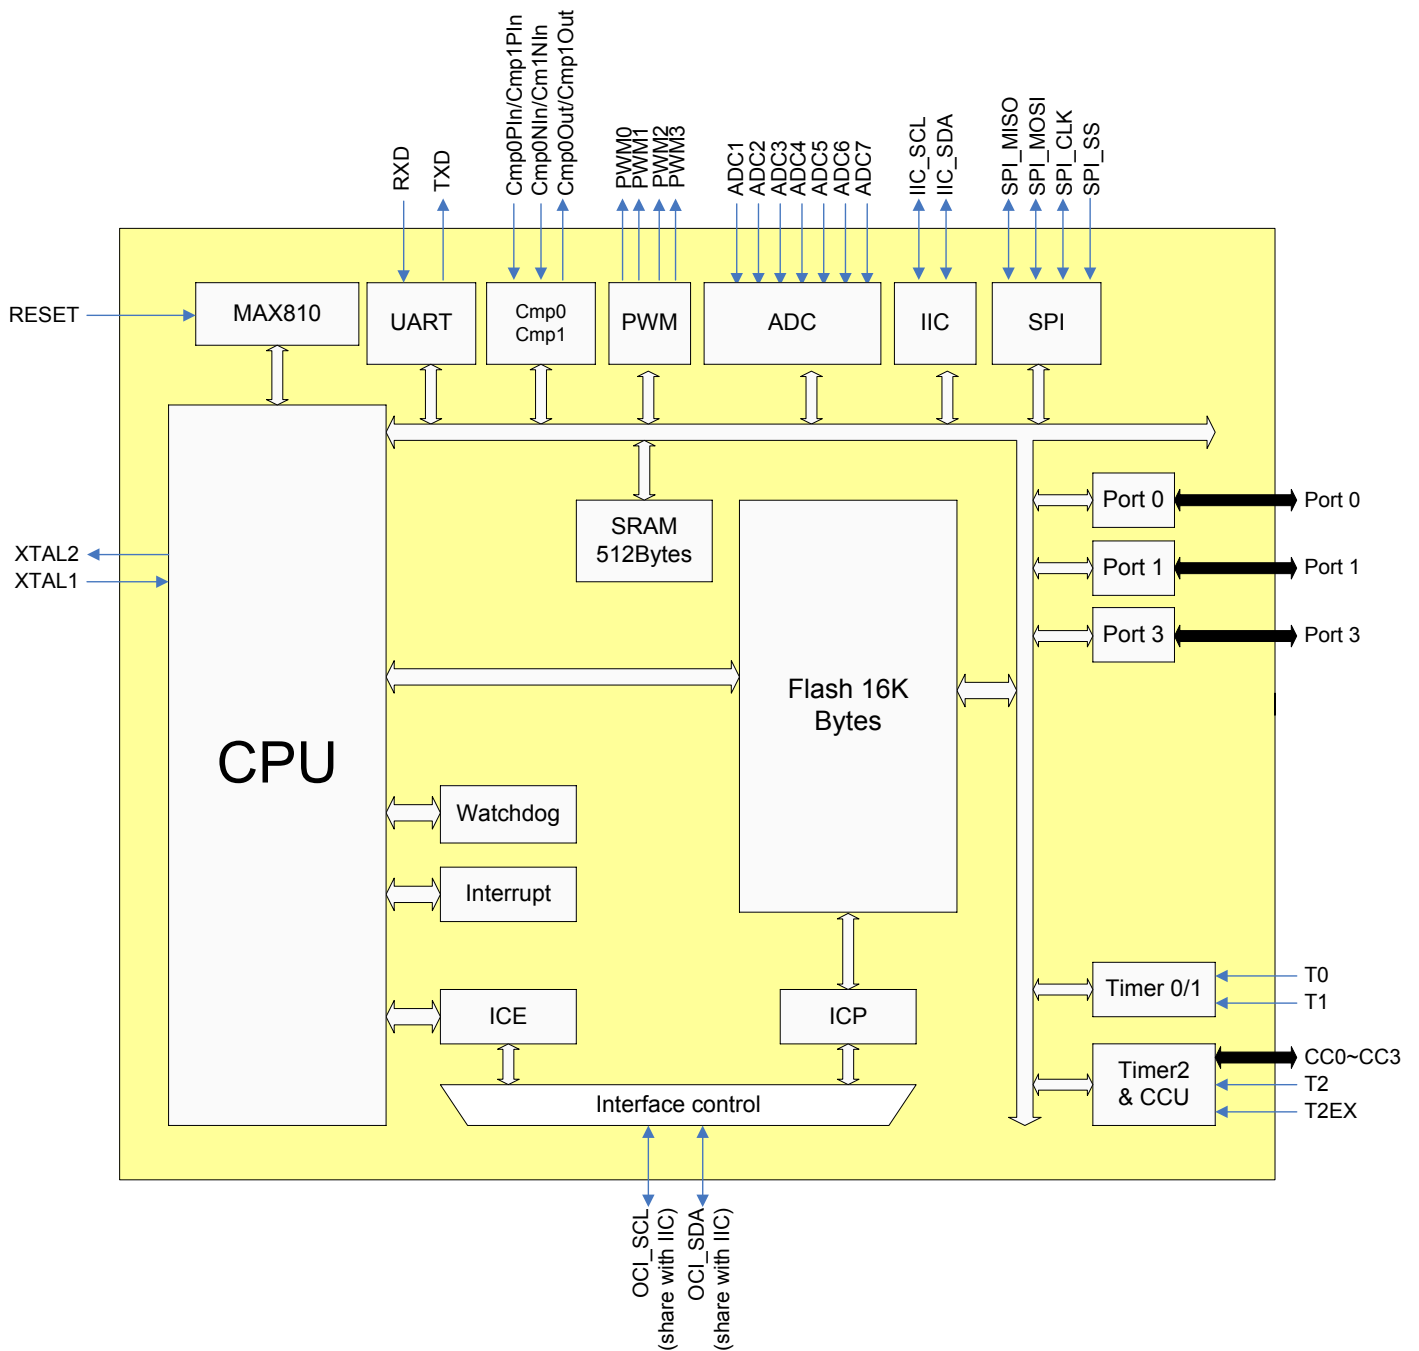 Cmp0PIn/Cmp1PIn
Cmp0NIn/Cm1NIn
Cmp0Out/Cmp1Out
RXD
TXD
PWM0
PWM1
PWM2
PWM3
ADC1
ADC2
ADC3
ADC4
ADC5
ADC6
ADC7
IIC_SCL
IIC_SDA
SPI_MISO
SPI_MOSI
SPI_CLK
SPI_SS
RESET
MAX810
UART
Cmp0
Cmp1
PWM
ADC
IIC
SPI
SRAM
512Bytes
Port 0
Port 0
Port 1
Port 1
Port 3
Port 3
XTAL2
XTAL1
CPU
Flash 16K
Bytes
Watchdog
Interrupt
ICE
ICP
Timer 0/1
T0
T1
Timer2
& CCU
CC0~CC3
T2
T2EX
Interface control
OCI_SCL
(share with IIC)
OCI_SDA
(share with IIC)